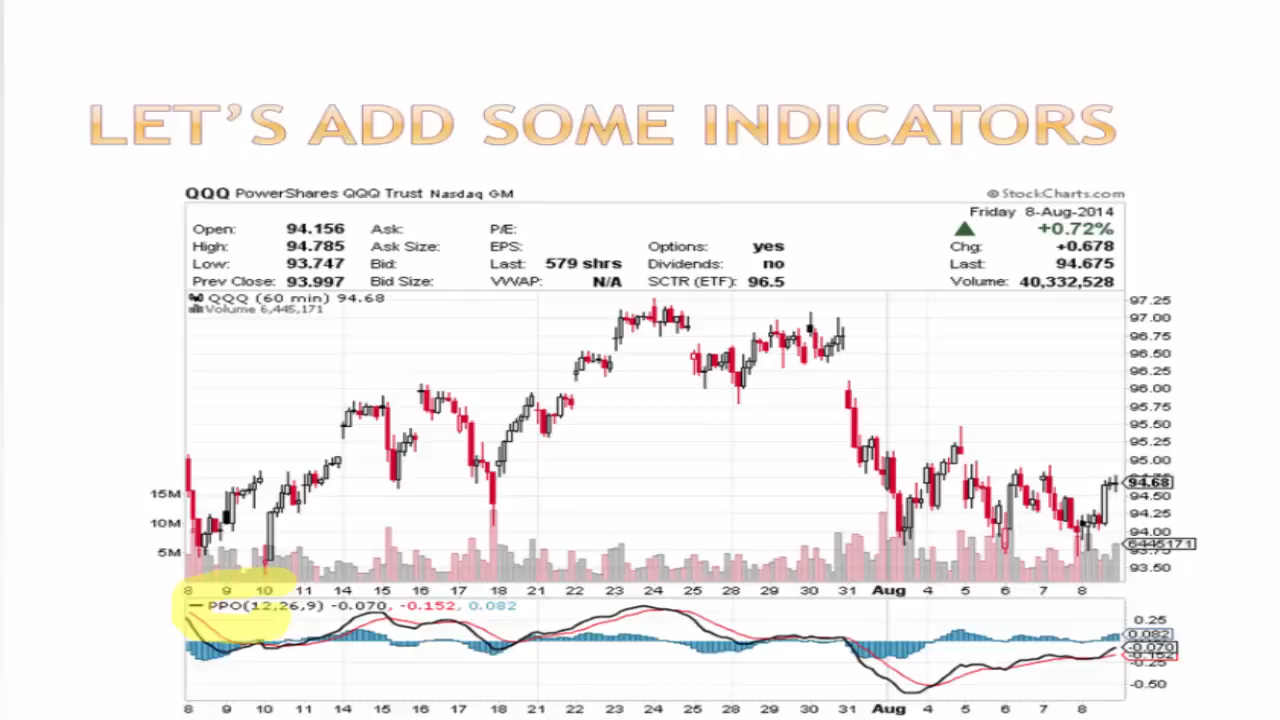 LET'S ADD SOME INDICATORS
QQQ PowerShares QQQ Trust Nasdaq GM ©StockCharts.com
Friday 8-Aug-2014
Open: 94.156 Ask: P/E: +0.72%
High: 94.785 Ask Size: EPS: Options: yes Chg: +0.678
Low: 93.747 Bid: Last: 579 shrs Dividends: no Last: 94.675
Prev Close: 93.997 Bid Size: VWAP: N/A SCTR (ETF): 96.5 Volume: 40,332,528
QQQ (60 min) 94.68
Volume 6,445,171
97.25
97.00
96.75
96.50
96.25
96.00
95.75
95.50
95.25
95.00
94.68
15M 94.50
94.25
10M 94.00
6445171
5M 93.75
93.50
8 9 10 11 14 15 16 17 18 21 22 23 24 25 28 29 30 31 Aug 4 5 6 7 8
PPO(12,26,9) -0.070, -0.152, 0.082
0.25
0.082
-0.070
-0.152
-0.25
-0.50
8 9 10 11 14 15 16 17 18 21 22 23 24 25 28 29 30 31 Aug 4 5 6 7 8